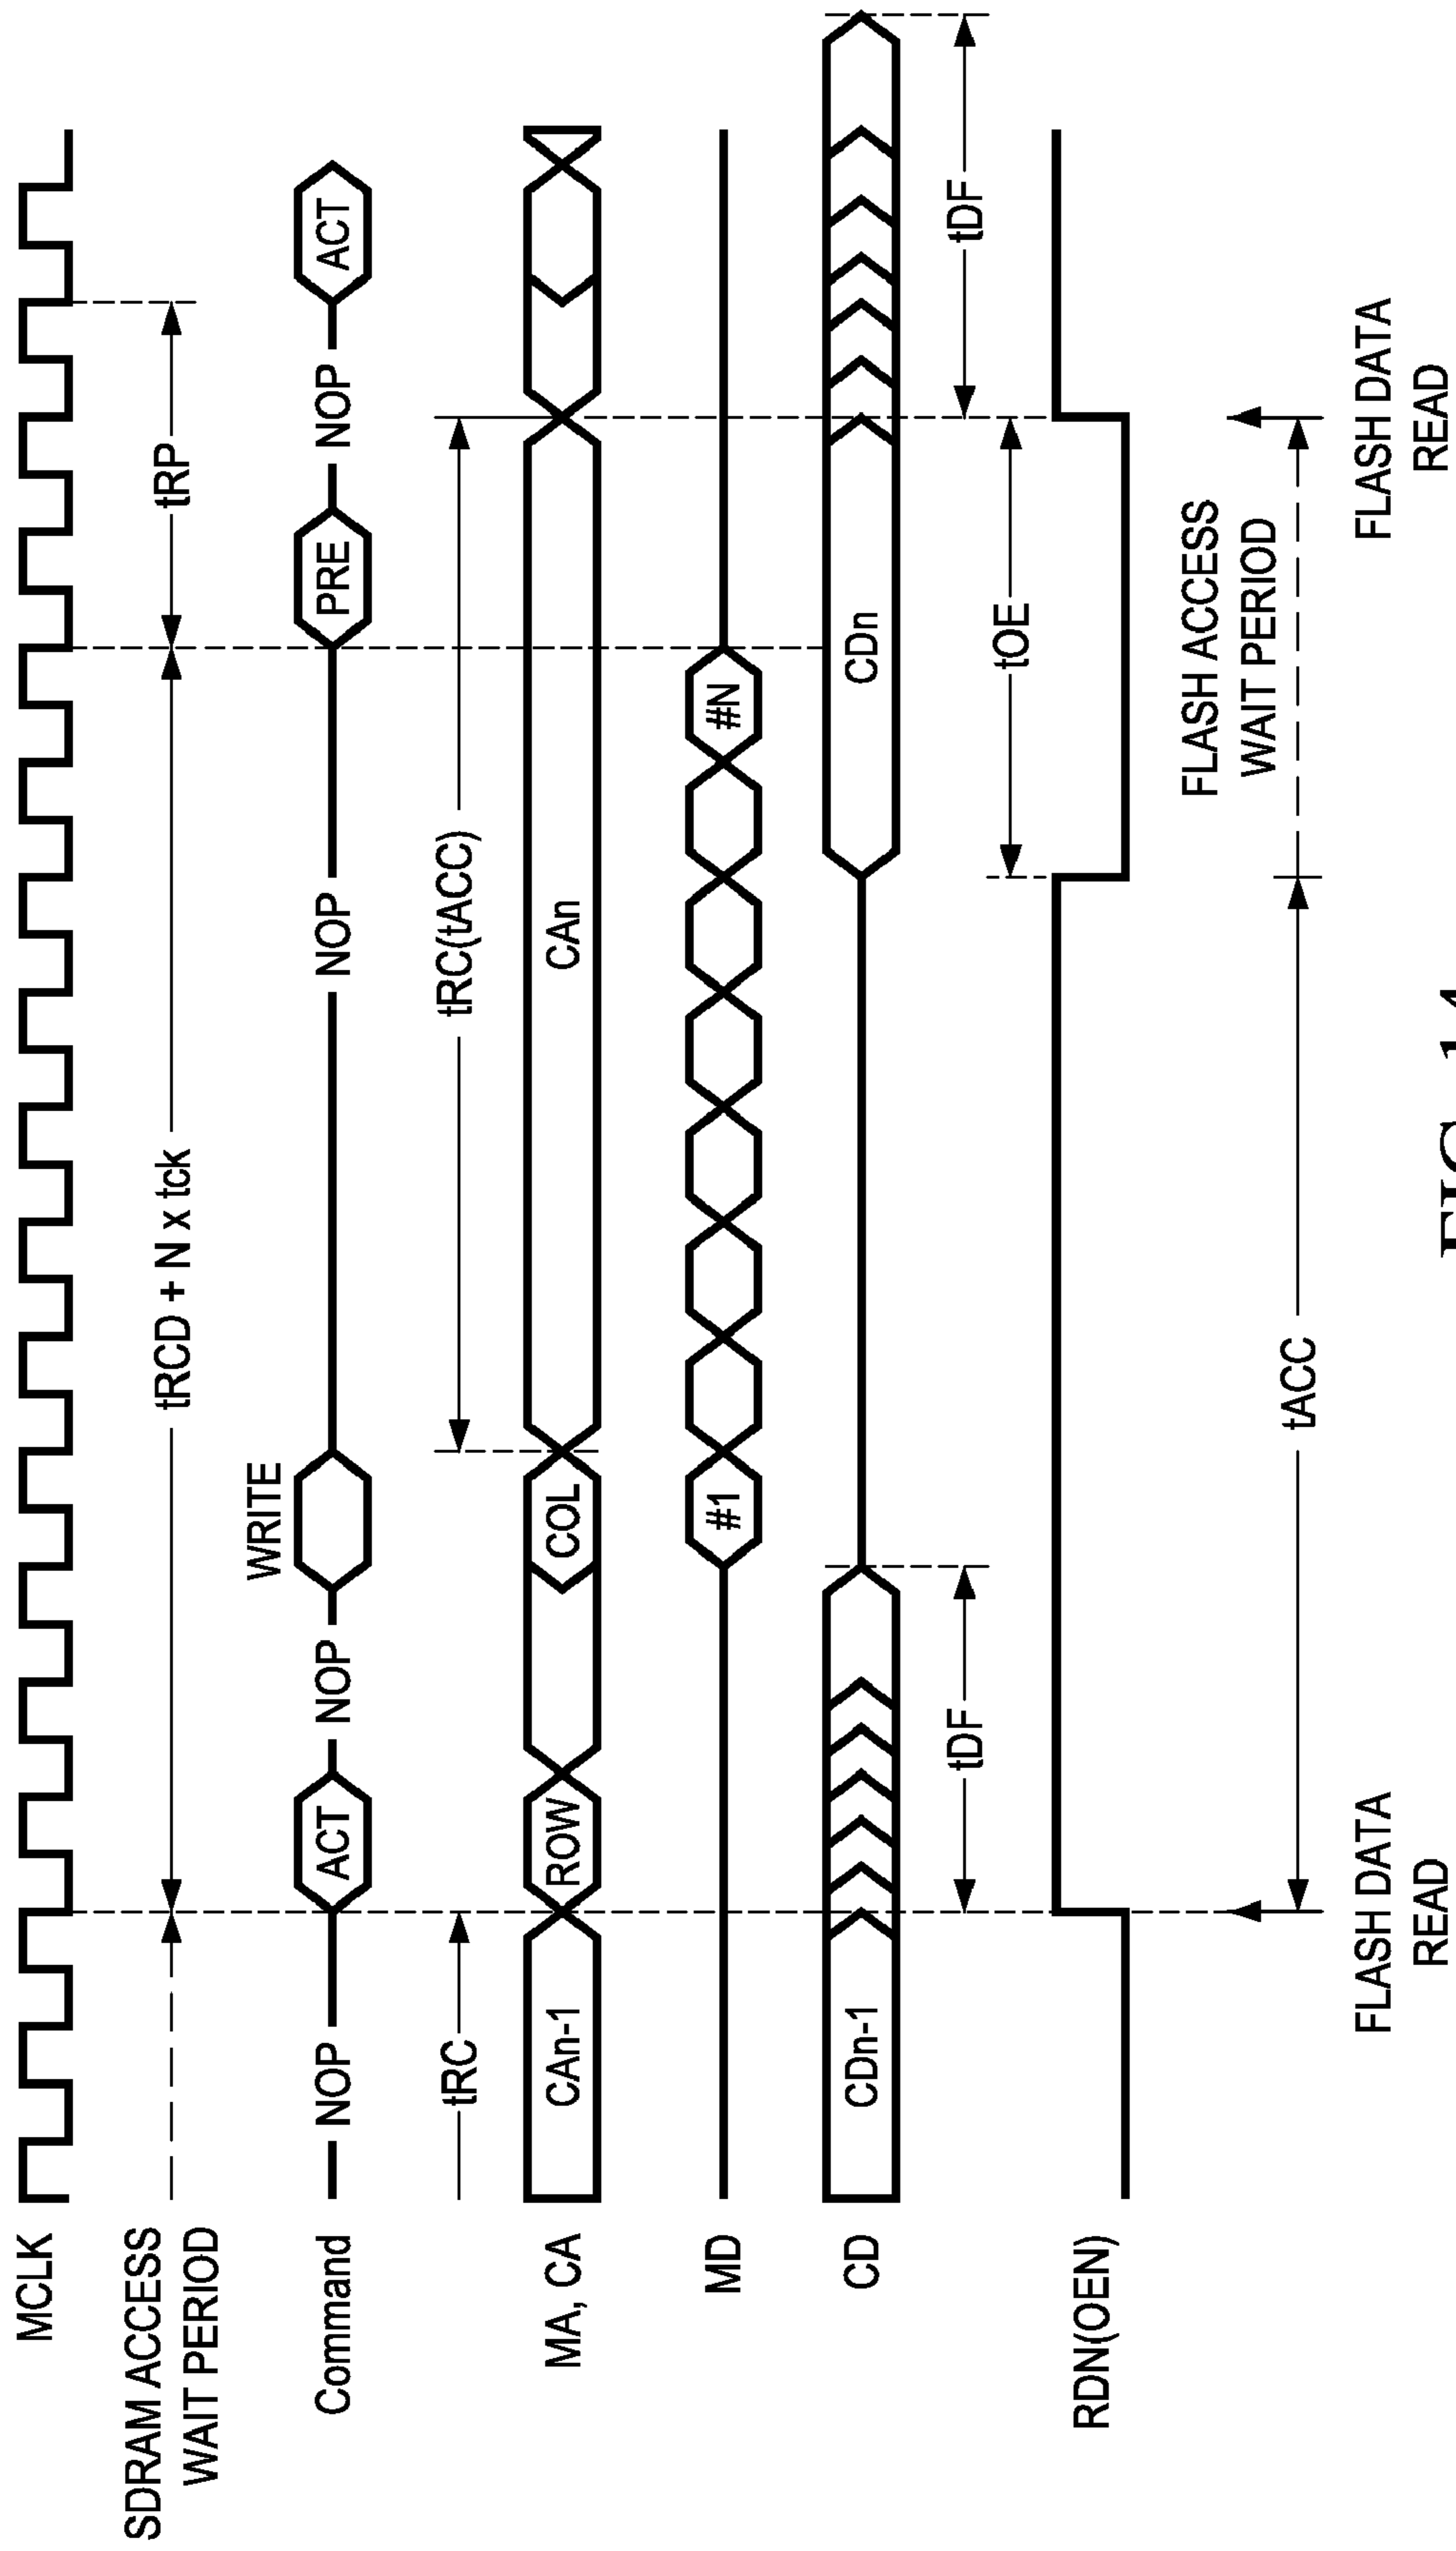 MCLK
SDRAM ACCESS
WAIT PERIOD
tRCD + N x tck
tRP
Command
NOP
ACT
NOP
WRITE
NOP
PRE
NOP
ACT
tRC
tRC(tACC)
MA, CA
CAn-1
ROW
COL
CAn
MD
#1
#N
CD
CDn-1
CDn
tDF
tOE
tDF
RDN(OEN)
FLASH ACCESS
WAIT PERIOD
tACC
FLASH DATA
READ
FLASH DATA
READ